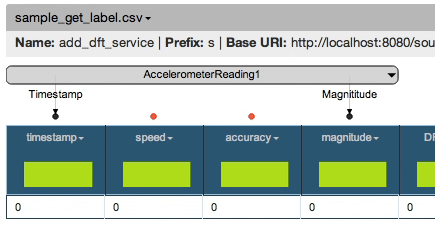 sample_get_label.csv
Name: add_dft_service | Prefix: s | Base URI: http://localhost:8080/sou
AccelerometerReading1
Timestamp Magnititude
timestamp speed accuracy magnitude DF
0 0 0 0 0